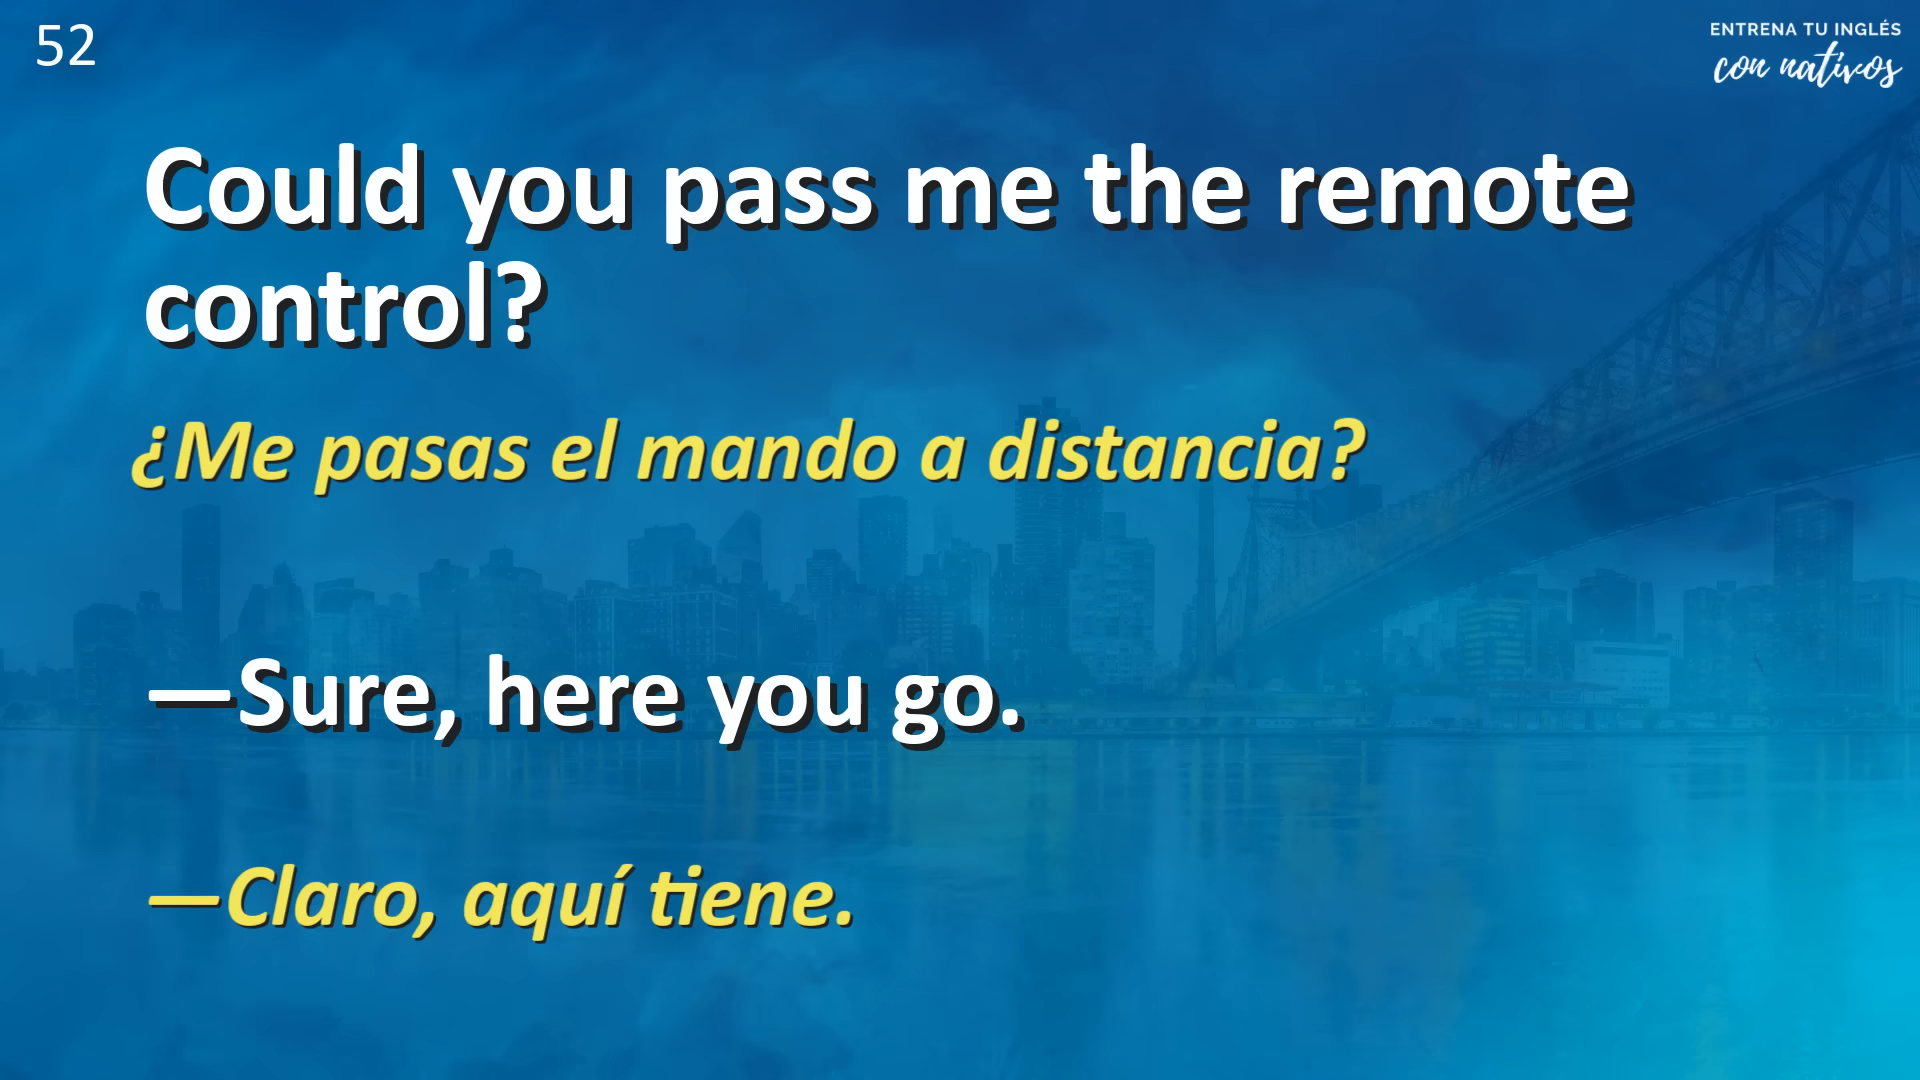 52
ENTRENA TU INGLÉS
con nativos
Could you pass me the remote
control?
¿Me pasas el mando a distancia?
—Sure, here you go.
—Claro, aquí tiene.